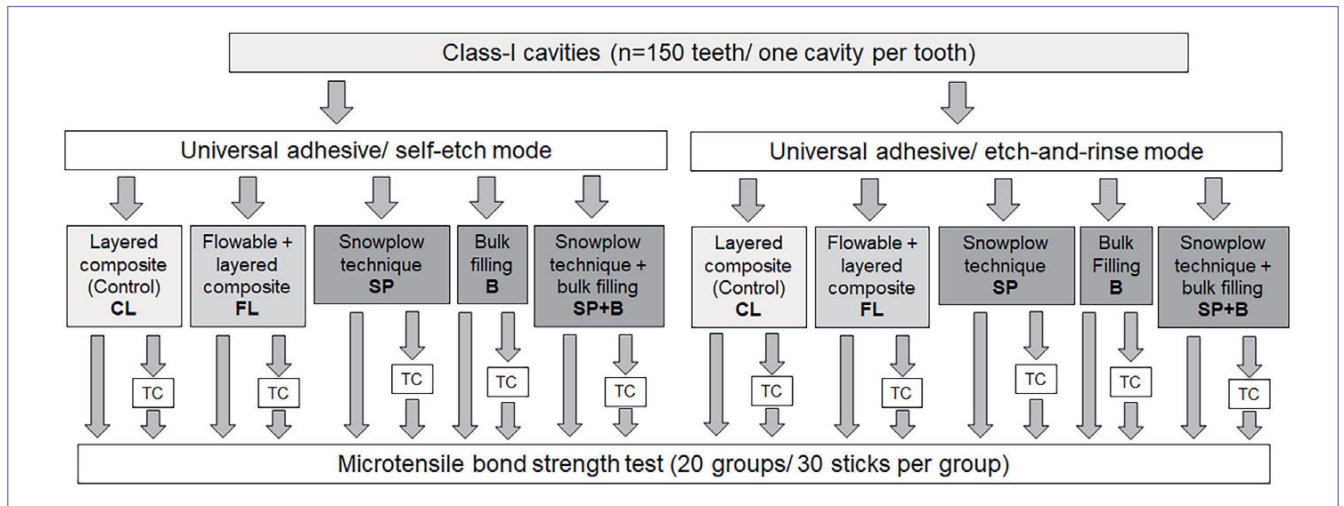 Class-I cavities (n=150 teeth/ one cavity per tooth)
Universal adhesive/ self-etch mode
Universal adhesive/ etch-and-rinse mode
Layered
composite
(Control)
CL
Flowable +
layered
composite
FL
Snowplow
technique
SP
Bulk
filling
B
Snowplow
technique +
bulk filling
SP+B
Layered
composite
(Control)
CL
Flowable +
layered
composite
FL
Snowplow
technique
SP
Bulk
Filling
B
Snowplow
technique +
bulk filling
SP+B
TC
TC
TC
TC
TC
TC
TC
TC
TC
TC
Microtensile bond strength test (20 groups/ 30 sticks per group)